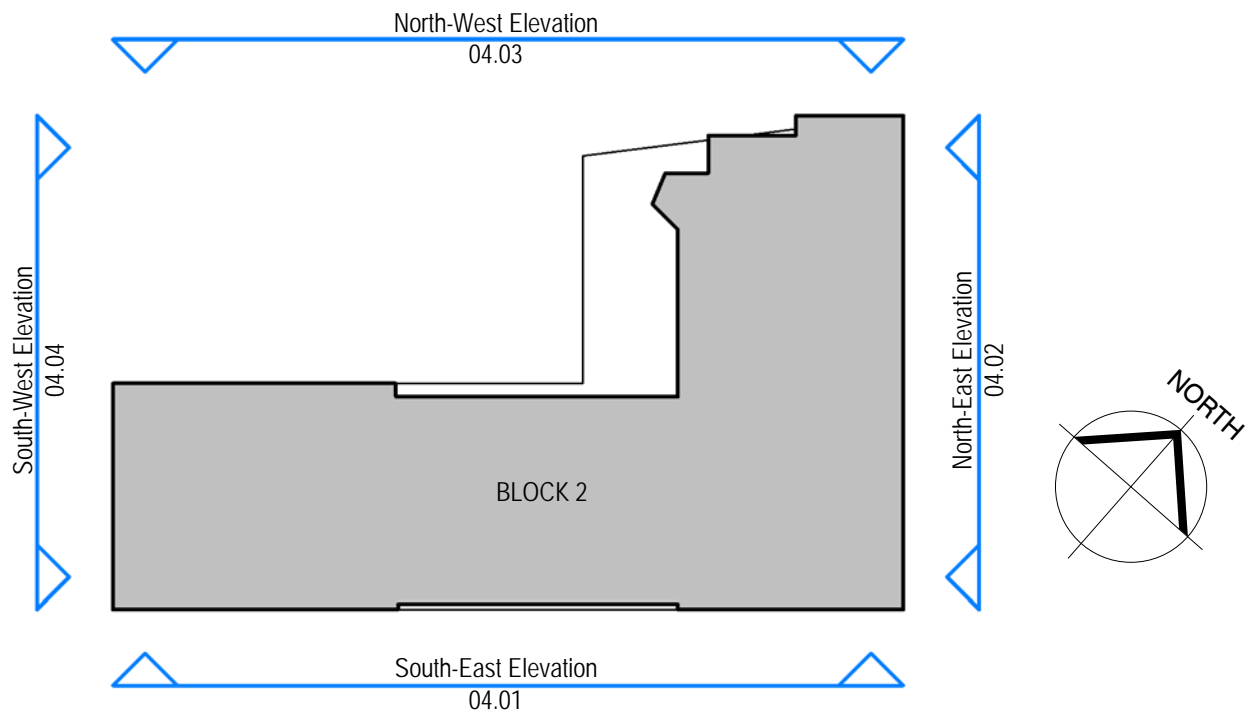 North-West Elevation
04.03
South-West Elevation
04.04
North-East Elevation
04.02
NORTH
BLOCK 2
South-East Elevation
04.01